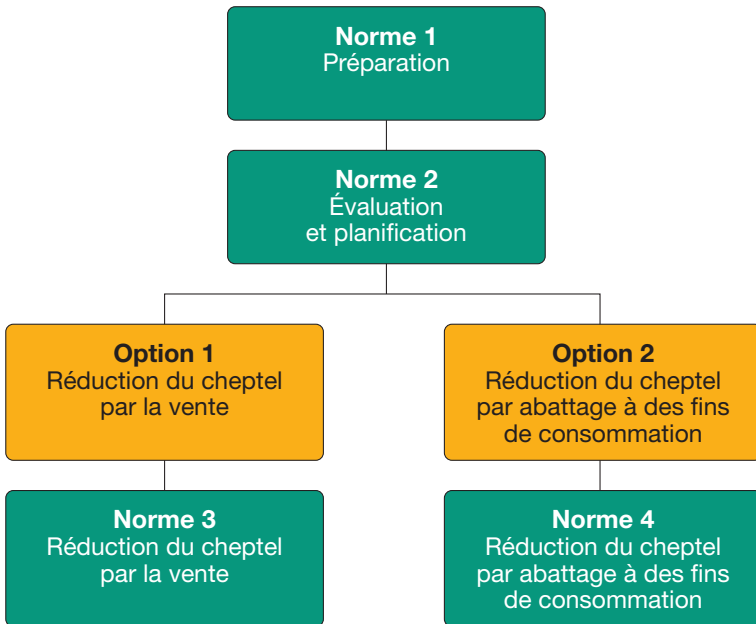 Norme 1
Préparation
Norme 2
Évaluation
et planification
Option 1
Réduction du cheptel
par la vente
Option 2
Réduction du cheptel
par abattage à des fins
de consommation
Norme 3
Réduction du cheptel
par la vente
Norme 4
Réduction du cheptel
par abattage à des fins
de consommation